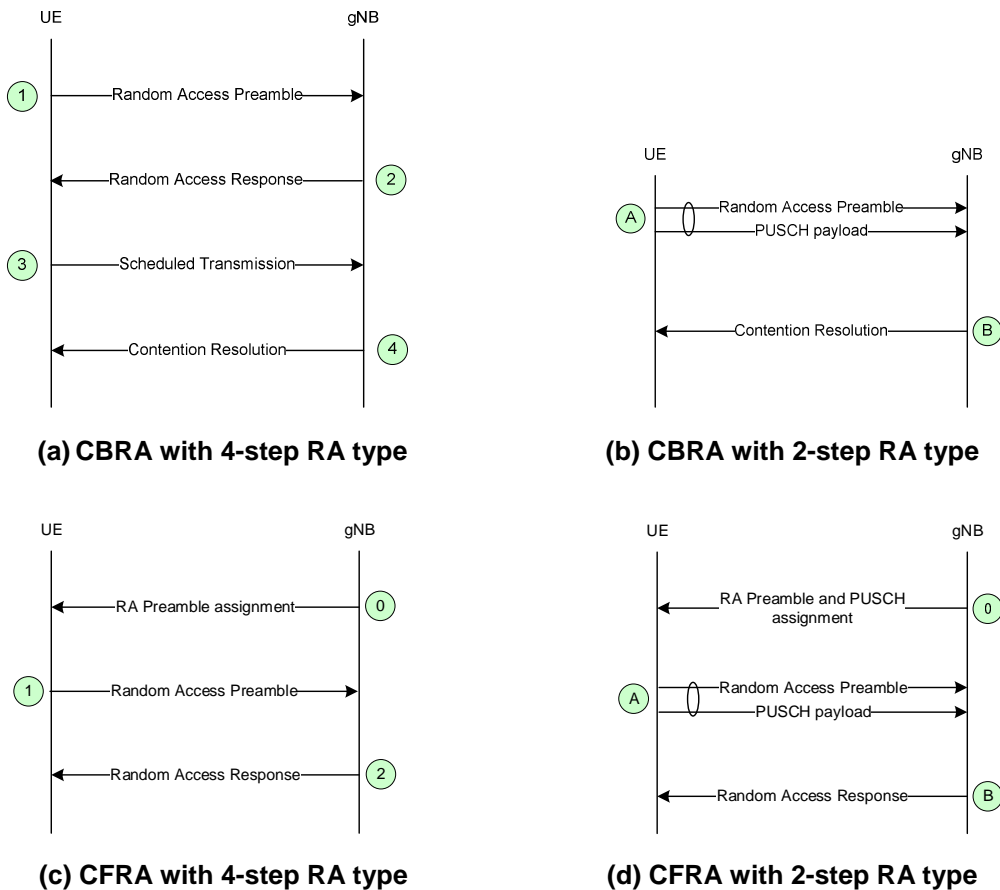 UE
gNB
1
Random Access Preamble
Random Access Response
2
3
Scheduled Transmission
Contention Resolution
4
(a) CBRA with 4-step RA type
UE
gNB
A
Random Access Preamble
PUSCH payload
Contention Resolution
B
(b) CBRA with 2-step RA type
UE
gNB
RA Preamble assignment
0
1
Random Access Preamble
Random Access Response
2
(c) CFRA with 4-step RA type
UE
gNB
RA Preamble and PUSCH
assignment
0
A
Random Access Preamble
PUSCH payload
Random Access Response
B
(d) CFRA with 2-step RA type